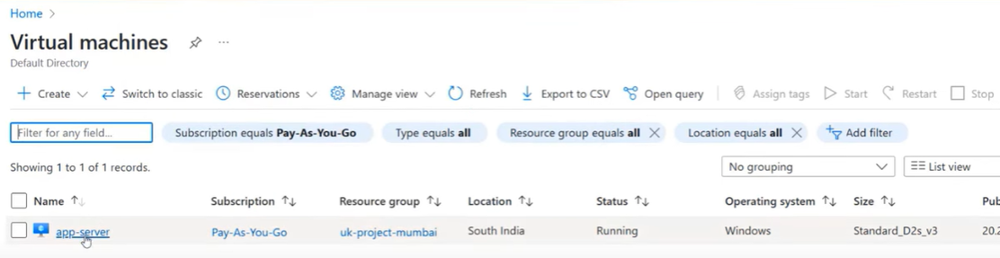 Home >
Virtual machines ...
Default Directory
+ Create Switch to classic Reservations Manage view Refresh Export to CSV Open query Assign tags Start Restart Stop
Filter for any field... Subscription equals Pay-As-You-Go Type equals all Resource group equals all Location equals all Add filter
Showing 1 to 1 of 1 records.
No grouping List view
Name Subscription Resource group Location Status Operating system Size Pub
app-server Pay-As-You-Go uk-project-mumbai South India Running Windows Standard_D2s_v3 20.2